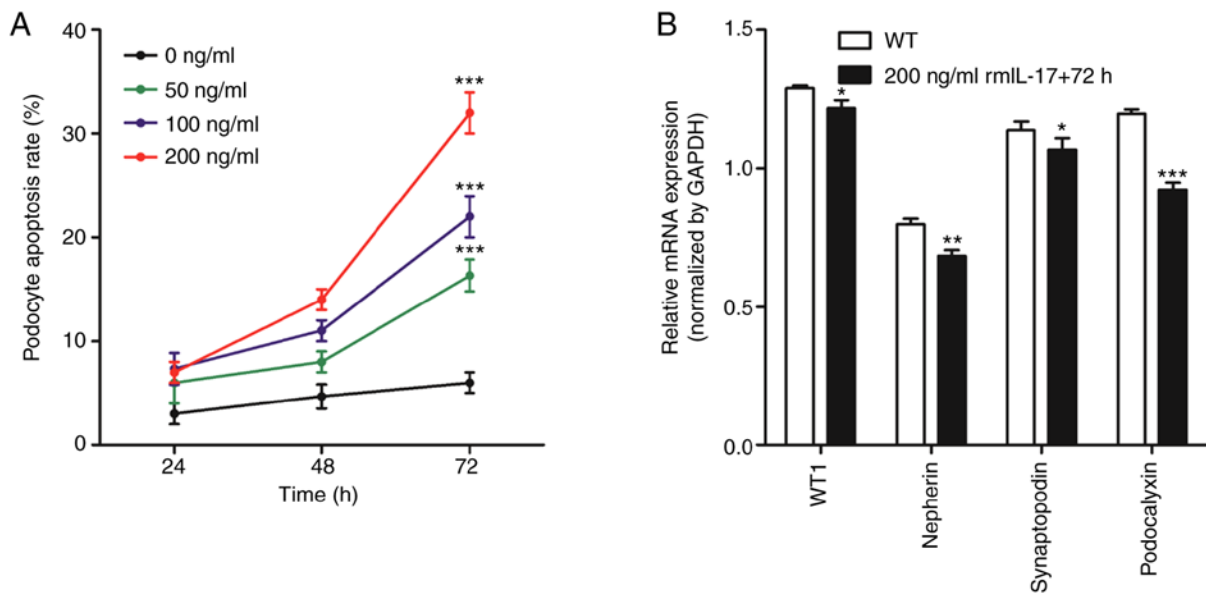 A
Podocyte apoptosis rate (%)
40
30
20
10
0
0 ng/ml
50 ng/ml
100 ng/ml
200 ng/ml
***
***
***
24
48
72
Time (h)
B
Relative mRNA expression
(normalized by GAPDH)
1.5
1.0
0.5
0.0
WT
200 ng/ml rmIL-17+72 h
*
**
*
***
WT1
Nepherin
Synaptopodin
Podocalyxin